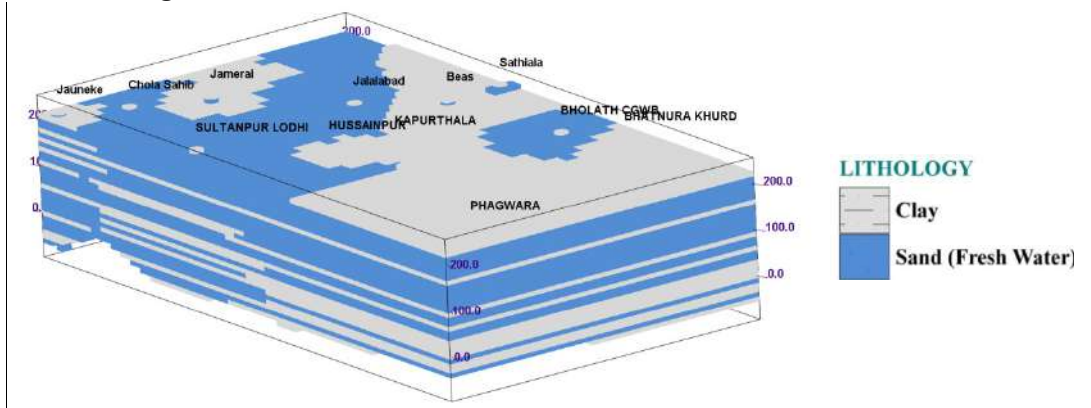 200.0
Sathiala
Beas
Jameral
Jalalabad
Chola Sahib
Jauneke
BHOLATH CGWB
BHATNURA KHURD
KAPURTHALA
HUSSAINPUR
SULTANPUR LODHI
PHAGWARA
200.0
100.0
0.0
200.0
100.0
0.0
LITHOLOGY
Clay
Sand (Fresh Water)